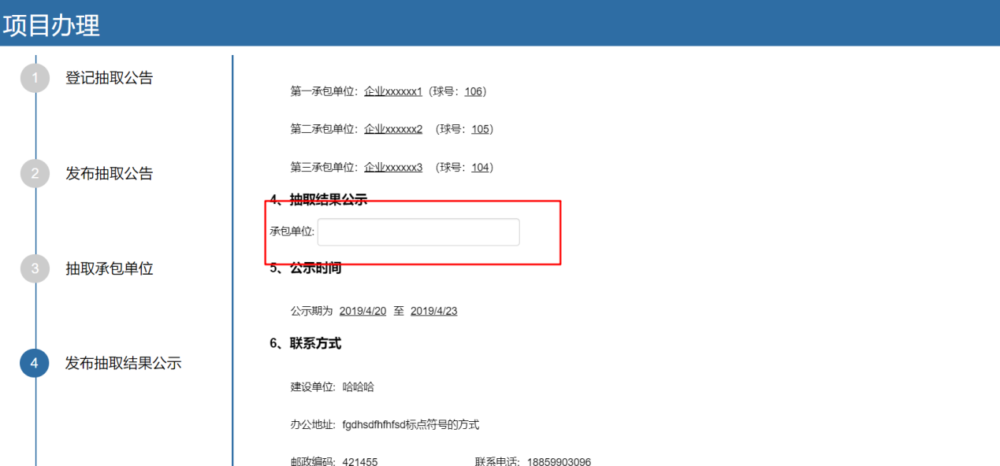 项目办理
1 登记抽取公告
2 发布抽取公告
3 抽取承包单位
4 发布抽取结果公示
第一承包单位：企业xxxxxx1（球号：106）
第二承包单位：企业xxxxxx2 （球号：105）
第三承包单位：企业xxxxxx3 （球号：104）
4、抽取结果公示
承包单位:
5、公示时间
公示期为 2019/4/20 至 2019/4/23
6、联系方式
建设单位: 哈哈哈
办公地址: fgdhsdfhfhfsd标点符号的方式
邮政编码: 421455 联系电话: 18859903096